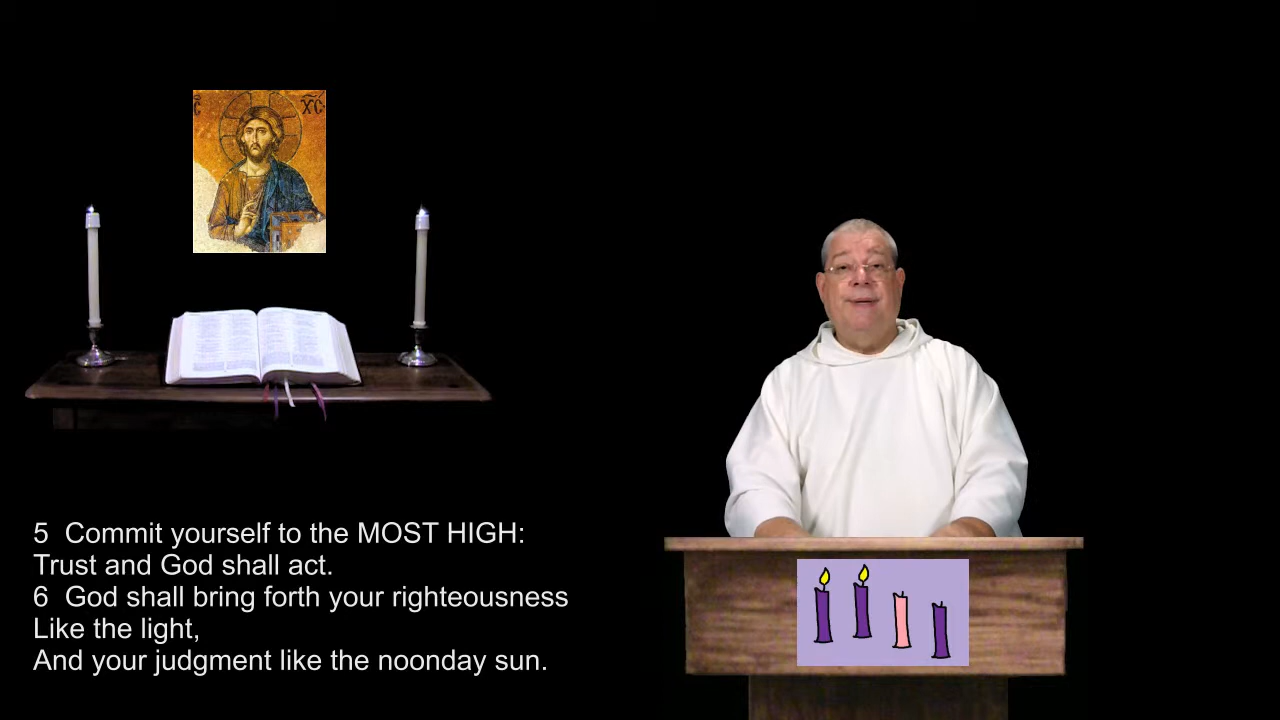 XC
5 Commit yourself to the MOST HIGH:
Trust and God shall act.
6 God shall bring forth your righteousness
Like the light,
And your judgment like the noonday sun.